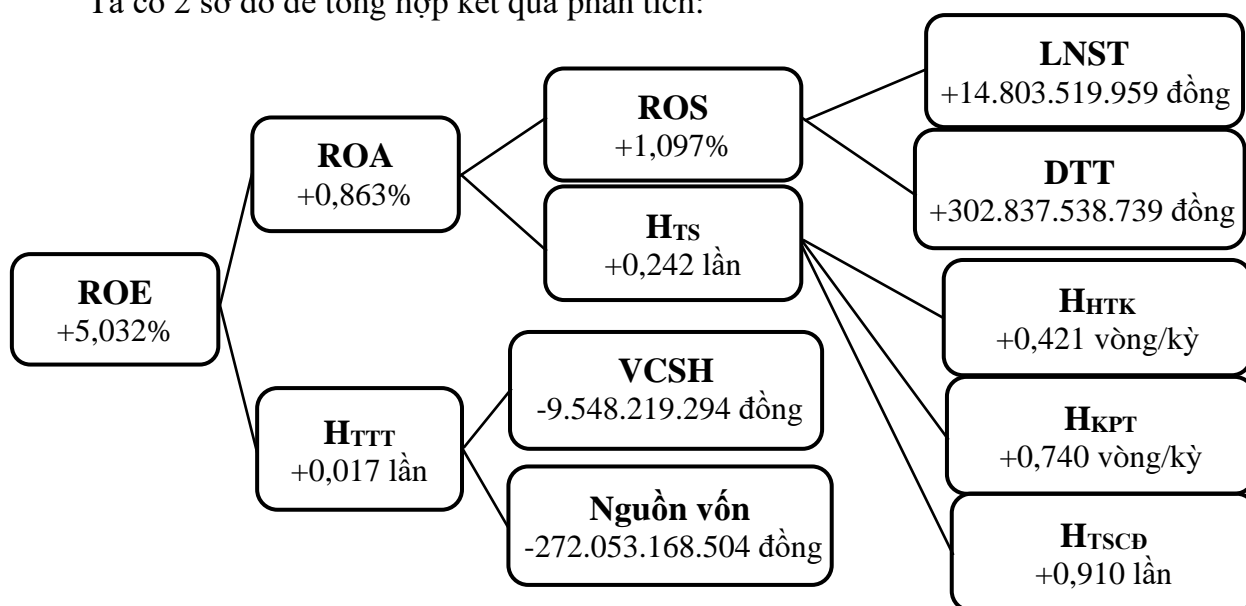 Ta có 2 sơ đồ để tổng hợp kết quả phân tích:
LNST
+14.803.519.959 đồng
ROS
+1,097%
ROA
+0,863%
DTT
+302.837.538.739 đồng
HTS
+0,242 lần
ROE
+5,032%
HHTK
+0,421 vòng/kỳ
VCSH
-9.548.219.294 đồng
HTTT
+0,017 lần
HKPT
+0,740 vòng/kỳ
Nguồn vốn
-272.053.168.504 đồng
HTSCĐ
+0,910 lần